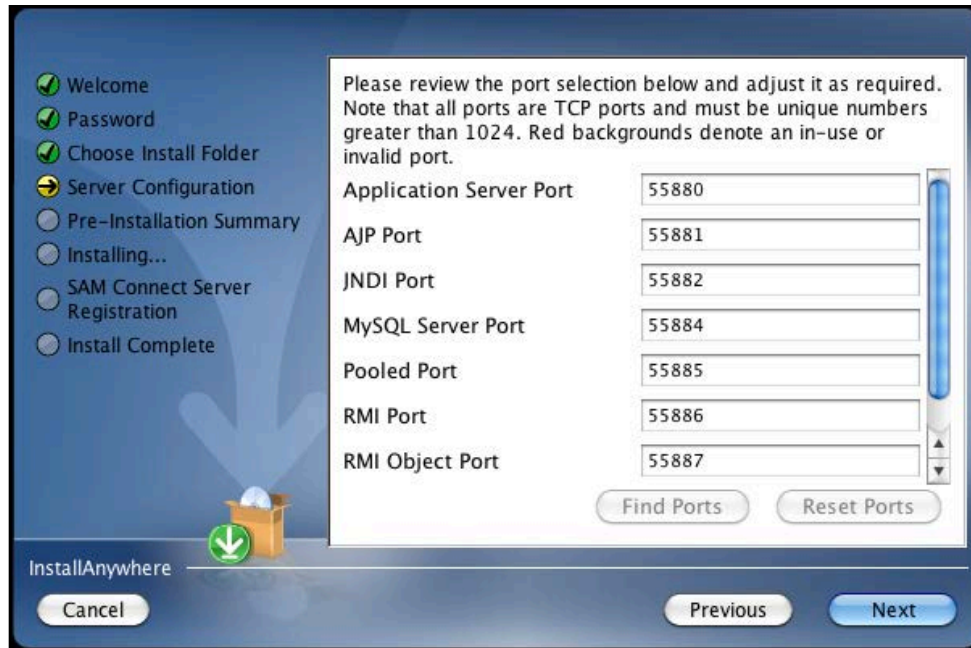 Welcome
Password
Choose Install Folder
Server Configuration
Pre-Installation Summary
Installing...
SAM Connect Server
Registration
Install Complete
Please review the port selection below and adjust it as required.
Note that all ports are TCP ports and must be unique numbers
greater than 1024. Red backgrounds denote an in-use or
invalid port.
Application Server Port 55880
AJP Port 55881
JNDI Port 55882
MySQL Server Port 55884
Pooled Port 55885
RMI Port 55886
RMI Object Port 55887
Find Ports Reset Ports
InstallAnywhere
Cancel Previous Next